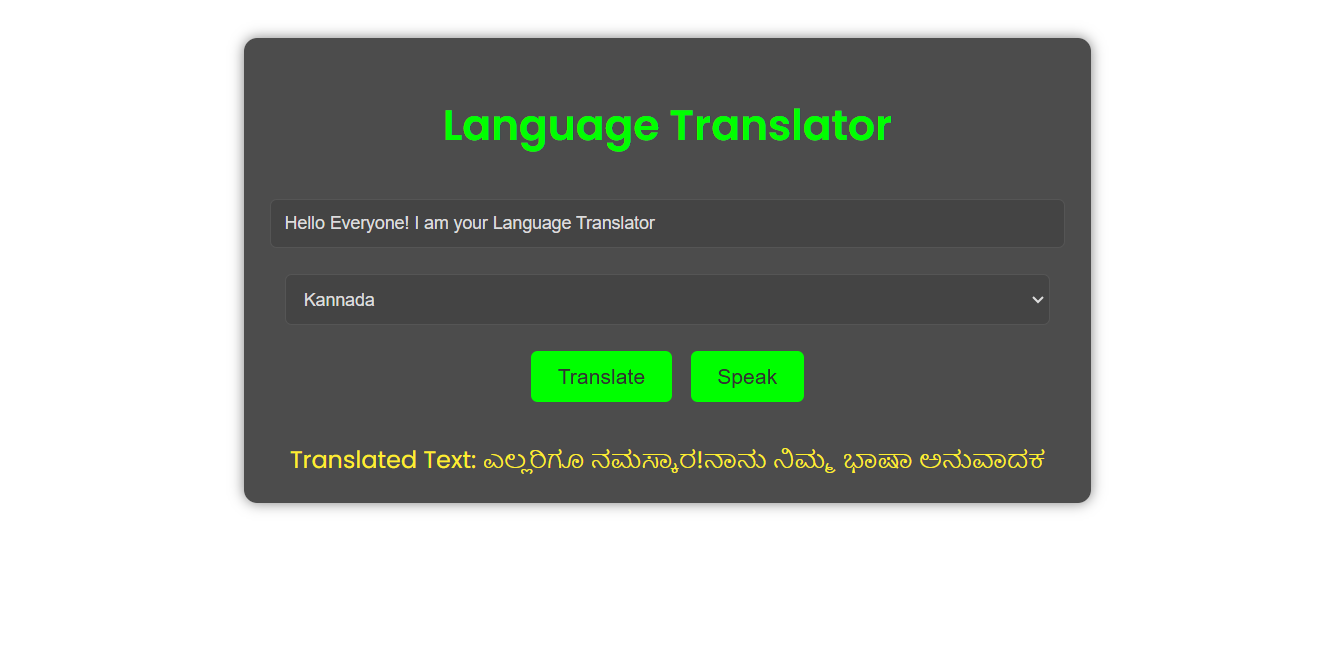 Language Translator
Hello Everyone! I am your Language Translator
Kannada
Translate Speak
Translated Text: ಎಲ್ಲರಿಗೂ ನಮಸ್ಕಾರ!ನಾನು ನಿಮ್ಮ ಭಾಷಾ ಅನುವಾದಕ